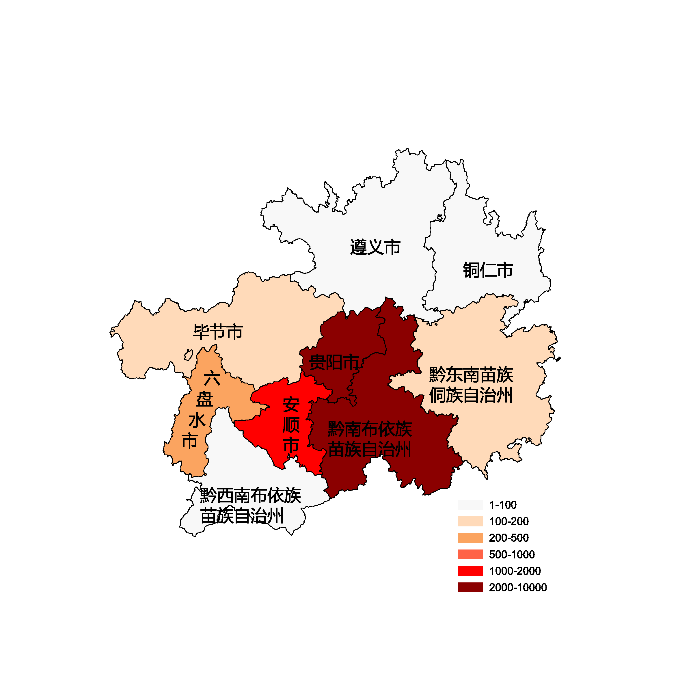 遵义市
铜仁市
毕节市
贵阳市
黔东南苗族
侗族自治州
六盘水市
安顺市
黔南布依族
苗族自治州
黔西南布依族
苗族自治州
1-100
100-200
200-500
500-1000
1000-2000
2000-10000